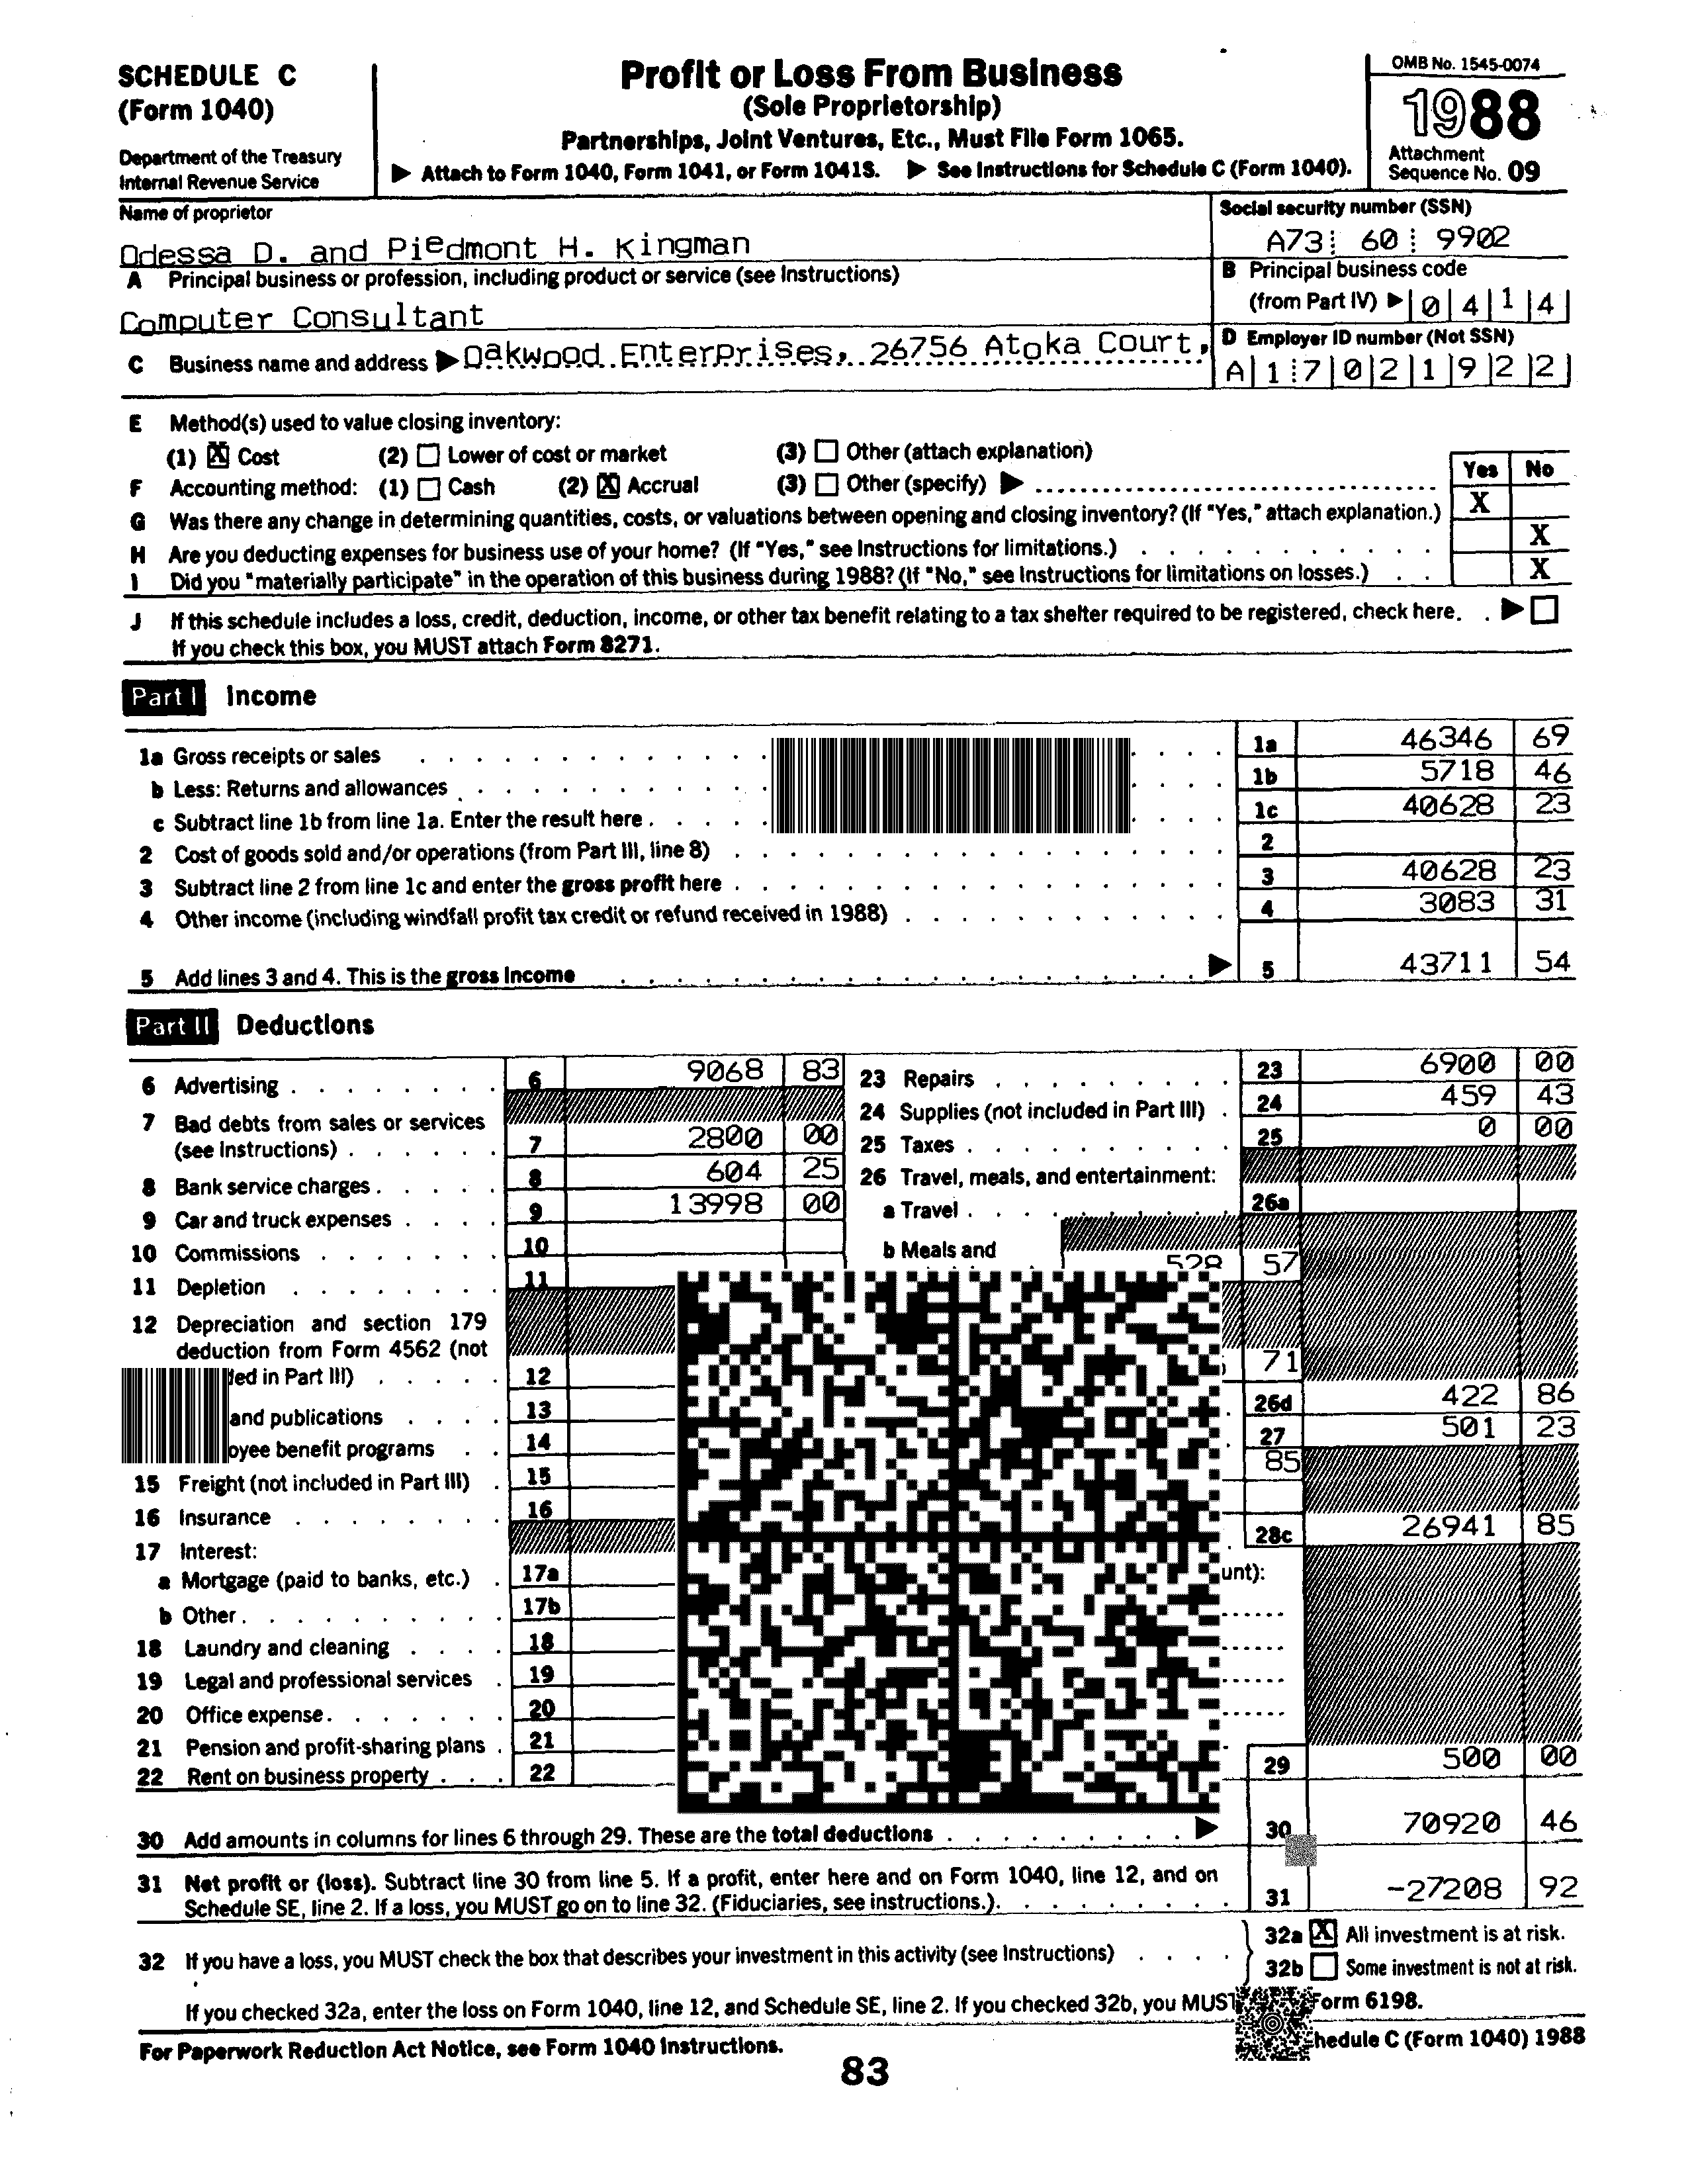 SCHEDULE C
(Form 1040)
Department of the Treasury
Internal Revenue Service
Profit or Loss From Business
(Sole Proprietorship)
Partnerships, Joint Ventures, Etc., Must File Form 1065.
▶ Attach to Form 1040, Form 1041, or Form 1041S. ▶ See Instructions for Schedule C (Form 1040).
OMB No. 1545-0074
1988
Attachment
Sequence No. 09
Name of proprietor
Odessa D. and Piedmont H. Kingman
Social security number (SSN)
A73 60 9902
A Principal business or profession, including product or service (see Instructions)
Computer Consultant
B Principal business code
(from Part IV) ▶ 0 4 1 4
C Business name and address ▶ Oakwood Enterprises, 26756 Atoka Court,
D Employer ID number (Not SSN)
A 1 7 0 2 1 9 2 2
E Method(s) used to value closing inventory:
(1) X Cost (2) Lower of cost or market (3) Other (attach explanation)
F Accounting method: (1) Cash (2) X Accrual (3) Other (specify) ▶
Yes No
G Was there any change in determining quantities, costs, or valuations between opening and closing inventory? (If "Yes," attach explanation.) X
H Are you deducting expenses for business use of your home? (If "Yes," see Instructions for limitations.) X
I Did you "materially participate" in the operation of this business during 1988? (If "No," see Instructions for limitations on losses.) X
J If this schedule includes a loss, credit, deduction, income, or other tax benefit relating to a tax shelter required to be registered, check here. ▶
If you check this box, you MUST attach Form 8271.
Part I Income
1a Gross receipts or sales 1a 46346 69
b Less: Returns and allowances 1b 5718 46
c Subtract line 1b from line 1a. Enter the result here 1c 40628 23
2 Cost of goods sold and/or operations (from Part III, line 8) 2
3 Subtract line 2 from line 1c and enter the gross profit here 3 40628 23
4 Other income (including windfall profit tax credit or refund received in 1988) 4 3083 31
5 Add lines 3 and 4. This is the gross income ▶ 5 43711 54
Part II Deductions
6 Advertising 6 9068 83
7 Bad debts from sales or services
(see Instructions) 7 2800 00
8 Bank service charges 8 604 25
9 Car and truck expenses 9 13998 00
10 Commissions 10
11 Depletion 11
12 Depreciation and section 179
deduction from Form 4562 (not
in Part III) 12
and publications 13
benefit programs 14
15 Freight (not included in Part III) 15
16 Insurance 16
17 Interest:
a Mortgage (paid to banks, etc.) 17a
b Other 17b
18 Laundry and cleaning 18
19 Legal and professional services 19
20 Office expense 20
21 Pension and profit-sharing plans 21
22 Rent on business property 22
23 Repairs 23 6900 00
24 Supplies (not included in Part III) 24 459 43
25 Taxes 25 0 00
26 Travel, meals, and entertainment:
a Travel 26a
b Meals and
528 57
71
26d 422 86
27 501 23
85
28c 26941 85
29 500 00
30 Add amounts in columns for lines 6 through 29. These are the total deductions ▶ 30 70920 46
31 Net profit or (loss). Subtract line 30 from line 5. If a profit, enter here and on Form 1040, line 12, and on
Schedule SE, line 2. If a loss, you MUST go on to line 32. (Fiduciaries, see instructions.) 31 -27208 92
32 If you have a loss, you MUST check the box that describes your investment in this activity (see Instructions)
32a X All investment is at risk.
32b Some investment is not at risk.
If you checked 32a, enter the loss on Form 1040, line 12, and Schedule SE, line 2. If you checked 32b, you MUST Form 6198.
For Paperwork Reduction Act Notice, see Form 1040 Instructions.
C (Form 1040) 1988
83